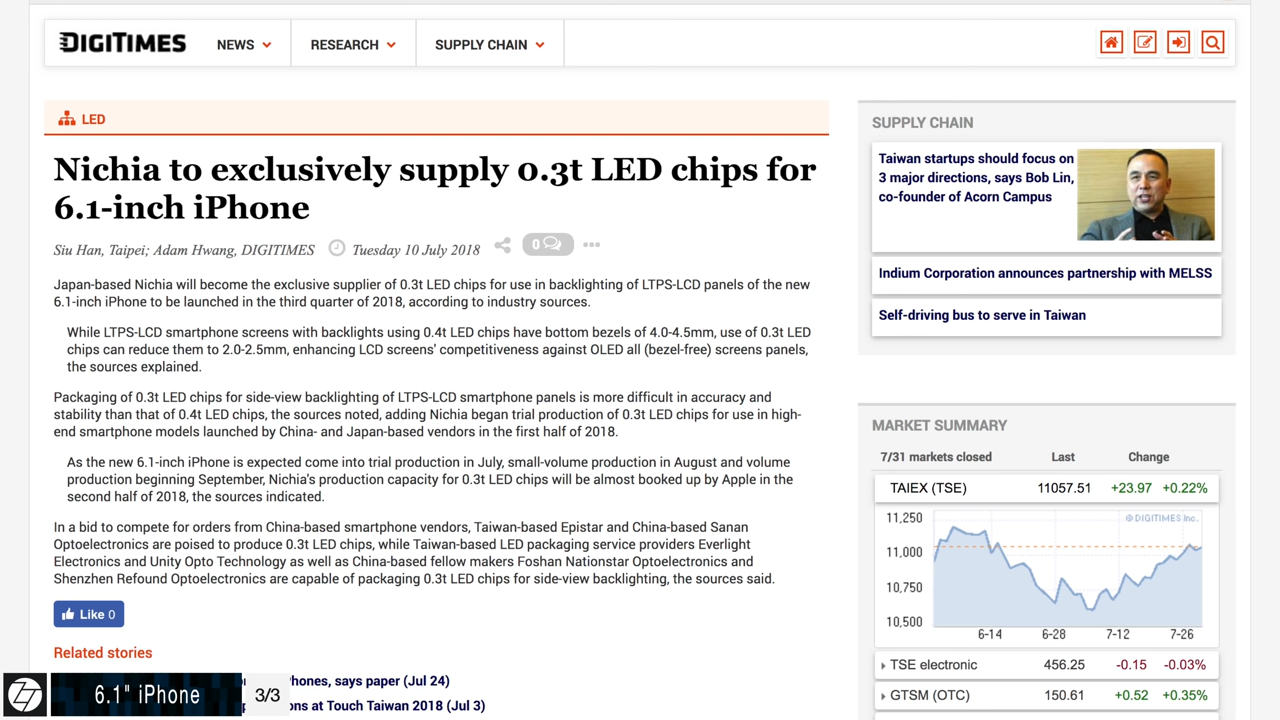 DIGITIMES
NEWS
RESEARCH
SUPPLY CHAIN
LED
Nichia to exclusively supply 0.3t LED chips for
6.1-inch iPhone
Siu Han, Taipei; Adam Hwang, DIGITIMES
Tuesday 10 July 2018
0
Japan-based Nichia will become the exclusive supplier of 0.3t LED chips for use in backlighting of LTPS-LCD panels of the new
6.1-inch iPhone to be launched in the third quarter of 2018, according to industry sources.
While LTPS-LCD smartphone screens with backlights using 0.4t LED chips have bottom bezels of 4.0-4.5mm, use of 0.3t LED
chips can reduce them to 2.0-2.5mm, enhancing LCD screens' competitiveness against OLED all (bezel-free) screens panels,
the sources explained.
Packaging of 0.3t LED chips for side-view backlighting of LTPS-LCD smartphone panels is more difficult in accuracy and
stability than that of 0.4t LED chips, the sources noted, adding Nichia began trial production of 0.3t LED chips for use in high-
end smartphone models launched by China- and Japan-based vendors in the first half of 2018.
As the new 6.1-inch iPhone is expected come into trial production in July, small-volume production in August and volume
production beginning September, Nichia's production capacity for 0.3t LED chips will be almost booked up by Apple in the
second half of 2018, the sources indicated.
In a bid to compete for orders from China-based smartphone vendors, Taiwan-based Epistar and China-based Sanan
Optoelectronics are poised to produce 0.3t LED chips, while Taiwan-based LED packaging service providers Everlight
Electronics and Unity Opto Technology as well as China-based fellow makers Foshan Nationstar Optoelectronics and
Shenzhen Refound Optoelectronics are capable of packaging 0.3t LED chips for side-view backlighting, the sources said.
Like 0
Related stories
hones, says paper (Jul 24)
ons at Touch Taiwan 2018 (Jul 3)
6.1" iPhone
3/3
SUPPLY CHAIN
Taiwan startups should focus on
3 major directions, says Bob Lin,
co-founder of Acorn Campus
Indium Corporation announces partnership with MELSS
Self-driving bus to serve in Taiwan
MARKET SUMMARY
7/31 markets closed Last Change
TAIEX (TSE) 11057.51 +23.97 +0.22%
© DIGITIMES Inc.
11,250
11,000
10,750
10,500
6-14 6-28 7-12 7-26
TSE electronic 456.25 -0.15 -0.03%
GTSM (OTC) 150.61 +0.52 +0.35%